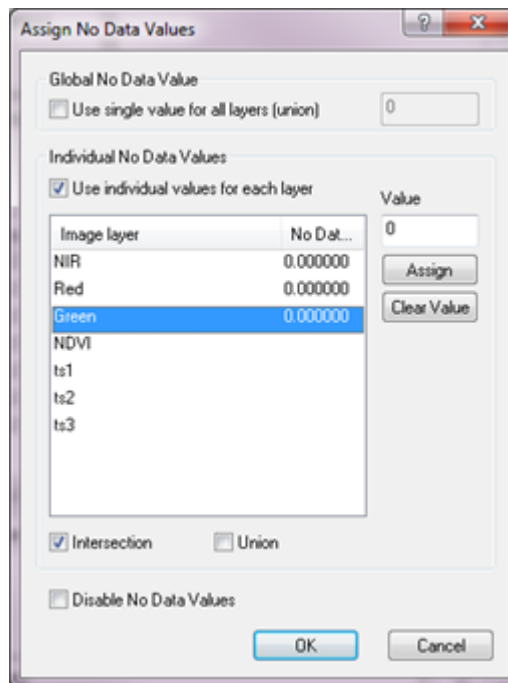 Assign No Data Values
Global No Data Value
Use single value for all layers (union) 0
Individual No Data Values
Use individual values for each layer
Value
Image layer No Dat... 0
NIR 0.000000
Assign
Red 0.000000
Green 0.000000
Clear Value
NDVI
ts1
ts2
ts3
Intersection Union
Disable No Data Values
OK Cancel